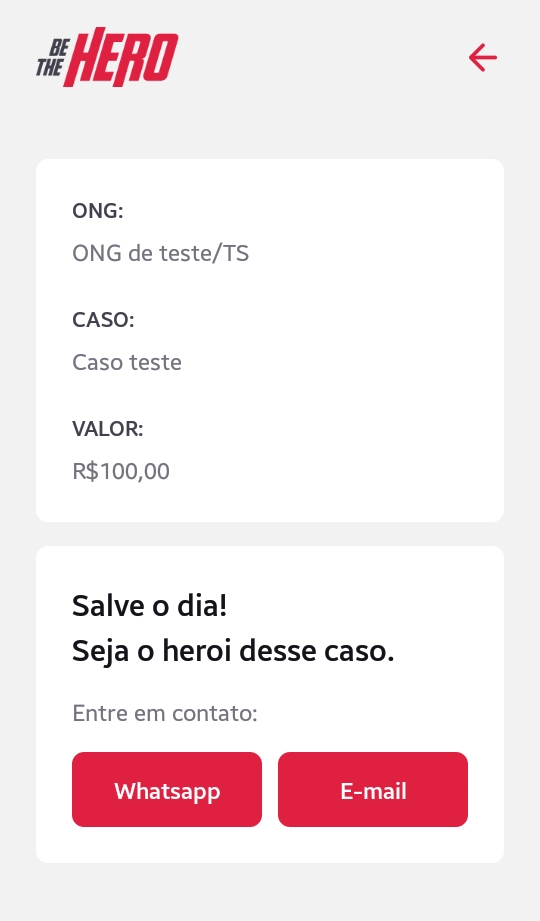 BE
THE HERO
ONG:
ONG de teste/TS
CASO:
Caso teste
VALOR:
R$100,00
Salve o dia!
Seja o heroi desse caso.
Entre em contato:
Whatsapp E-mail